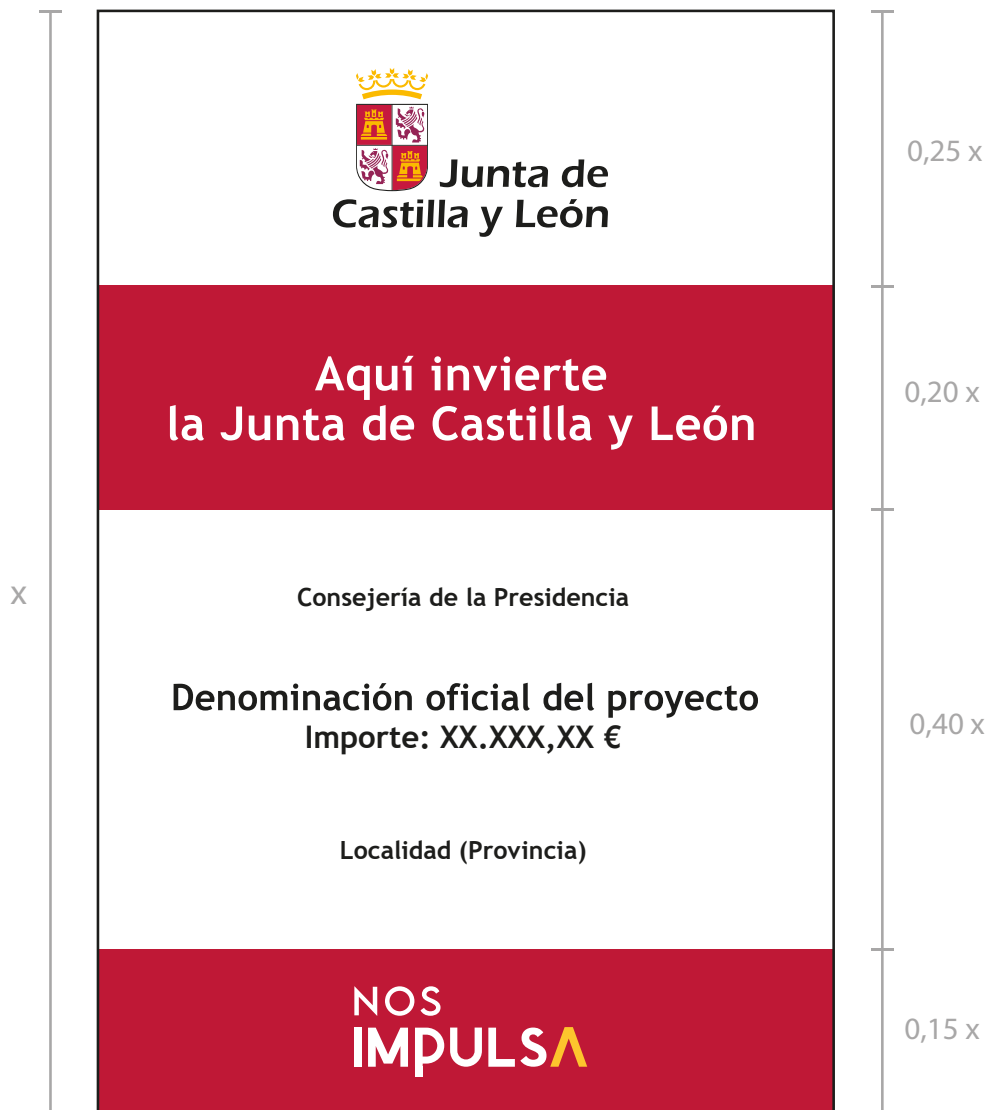 Junta de
Castilla y León
0,25 x
Aquí invierte
la Junta de Castilla y León
0,20 x
x
Consejería de la Presidencia
Denominación oficial del proyecto
Importe: XX.XXX,XX €
0,40 x
Localidad (Provincia)
NOS
IMPULSA
0,15 x